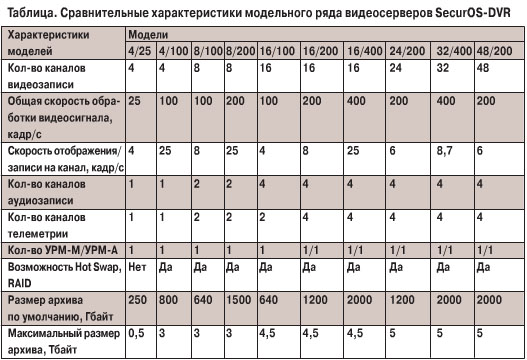 Таблица. Сравнительные характеристики модельного ряда видеосерверов SecurOS-DVR
Характеристики моделей Модели
4/25 4/100 8/100 8/200 16/100 16/200 16/400 24/200 32/400 48/200
Кол-во каналов видеозаписи 4 4 8 8 16 16 16 24 32 48
Общая скорость обра-
ботки видеосигнала, кадр/с 25 100 100 200 100 200 400 200 400 200
Скорость отображения/
записи на канал, кадр/с 4 25 8 25 4 8 25 6 8,7 6
Кол-во каналов аудиозаписи 1 1 2 2 4 4 4 4 4 4
Кол-во каналов телеметрии 1 1 2 2 2 4 4 4 4 4
Кол-во УРМ-М/УРМ-А 1 1 1 1 1 1/1 1/1 1/1 1/1 1/1
Возможность Hot Swap, RAID Нет Да Да Да Да Да Да Да Да Да
Размер архива по умолчанию, Гбайт 250 800 640 1500 640 1200 2000 1200 2000 2000
Максимальный размер архива, Тбайт 0,5 3 3 3 4,5 4,5 4,5 5 5 5